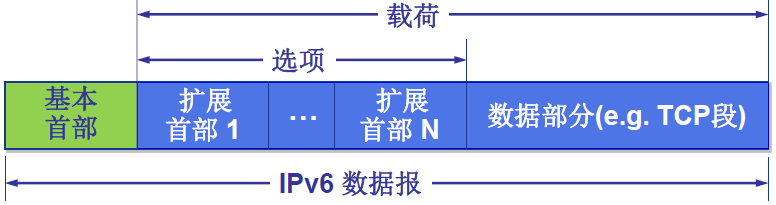 载荷
选项
基本
首部
扩展
首部 1
...
扩展
首部 N
数据部分(e.g. TCP段)
IPv6 数据报